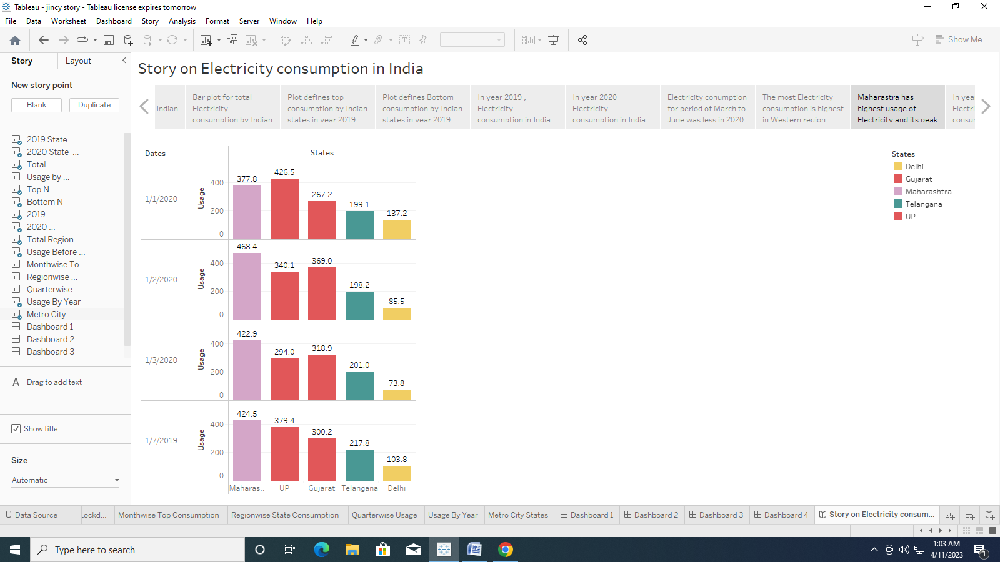 Tableau - jincy story - Tableau license expires tomorrow
File Data Worksheet Dashboard Story Analysis Format Server Window Help
Show Me
Story Layout
New story point
Blank Duplicate
2019 State ...
2020 State ...
Total ...
Usage by ...
Top N
Bottom N
2019 ...
2020 ...
Total Region ...
Usage Before ...
Monthwise To...
Regionwise ...
Quarterwise ...
Usage By Year
Metro City ...
Dashboard 1
Dashboard 2
Dashboard 3
A Drag to add text
Show title
Size
Automatic
Story on Electricity consumption in India
Indian
Bar plot for total
Electricity
consumption by Indian
Plot defines top
consumption by Indian
states in year 2019
Plot defines Bottom
consumption by Indian
states in year 2019
In year 2019 ,
Electricity
consumption in India
In year 2020
Electricity
consumption in India
Electricity conumption
for period of March to
June was less in 2020
The most Electricity
consumption is highest
in Western region
Maharastra has
highest usage of
Electricity and its peak
In yea
Electri
consur
Dates States
1/1/2020
Usage
400
200
0
377.8 426.5 267.2 199.1 137.2
1/2/2020
Usage
400
200
0
468.4 340.1 369.0 198.2 85.5
1/3/2020
Usage
400
200
0
422.9 294.0 318.9 201.0 73.8
1/7/2019
Usage
400
200
0
424.5 379.4 300.2 217.8 103.8
Maharas.. UP Gujarat Telangana Delhi
States
Delhi
Gujarat
Maharashtra
Telangana
UP
Data Source .ockd... Monthwise Top Consumption Regionwise State Consumption Quarterwise Usage Usage By Year Metro City States Dashboard 1 Dashboard 2 Dashboard 3 Dashboard 4 Story on Electricity consum...
Type here to search
1:03 AM
4/11/2023
1